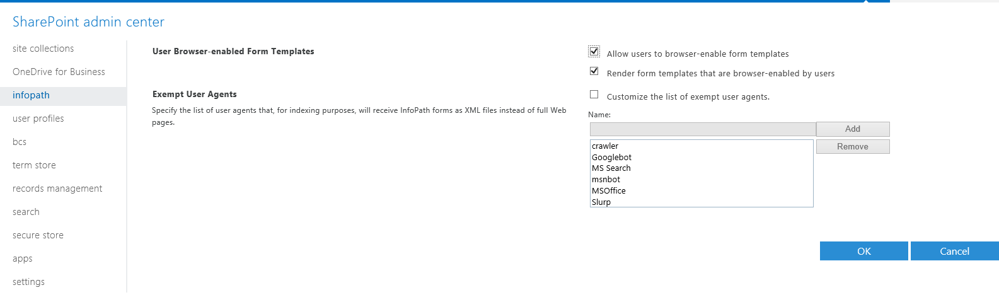 SharePoint admin center
site collections
OneDrive for Business
infopath
user profiles
bcs
term store
records management
search
secure store
apps
settings
User Browser-enabled Form Templates
Allow users to browser-enable form templates
Render form templates that are browser-enabled by users
Exempt User Agents
Specify the list of user agents that, for indexing purposes, will receive InfoPath forms as XML files instead of full Web
pages.
Customize the list of exempt user agents.
Name:
Add
crawler
Googlebot
MS Search
msnbot
MSOffice
Slurp
Remove
OK
Cancel